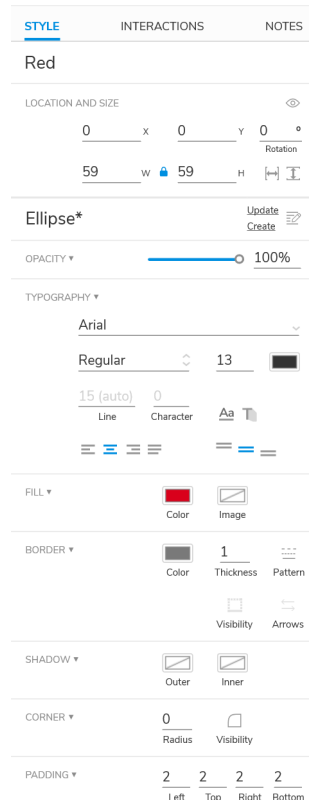 STYLE INTERACTIONS NOTES
Red
LOCATION AND SIZE
0 X 0 Y 0 °
Rotation
59 W 59 H
Ellipse* Update
Create
OPACITY ▾ 100%
TYPOGRAPHY ▾
Arial
Regular 13
15 (auto) 0
Line Character Aa T
FILL ▾
Color Image
BORDER ▾ 1
Color Thickness Pattern
Visibility Arrows
SHADOW ▾
Outer Inner
CORNER ▾ 0
Radius Visibility
PADDING ▾ 2 2 2 2
Left Top Right Bottom